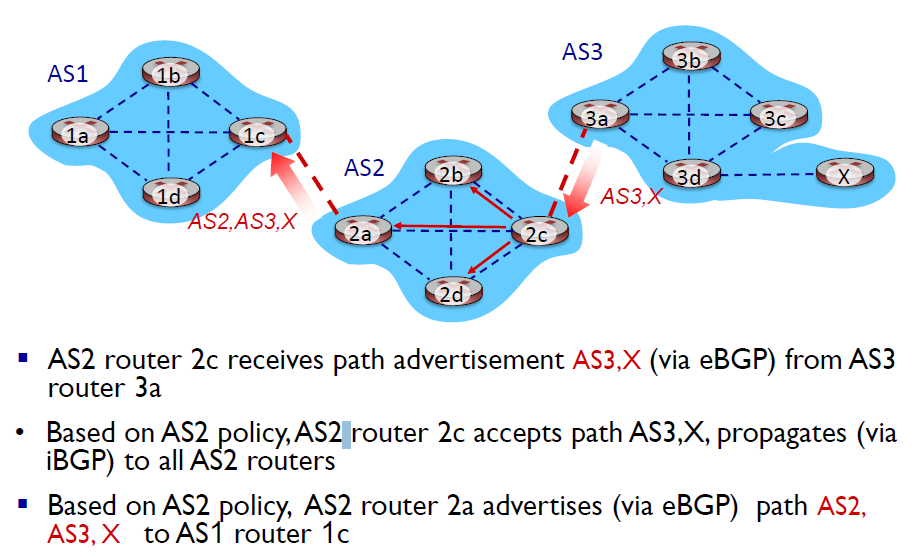 AS1
1b
1a
1c
1d
AS2,AS3,X
AS2
2b
2a
2c
2d
AS3
3b
3a
3c
3d
X
AS3,X
▪ AS2 router 2c receives path advertisement AS3,X (via eBGP) from AS3
router 3a
• Based on AS2 policy, AS2 router 2c accepts path AS3,X, propagates (via
iBGP) to all AS2 routers
▪ Based on AS2 policy, AS2 router 2a advertises (via eBGP) path AS2,
AS3, X to AS1 router 1c